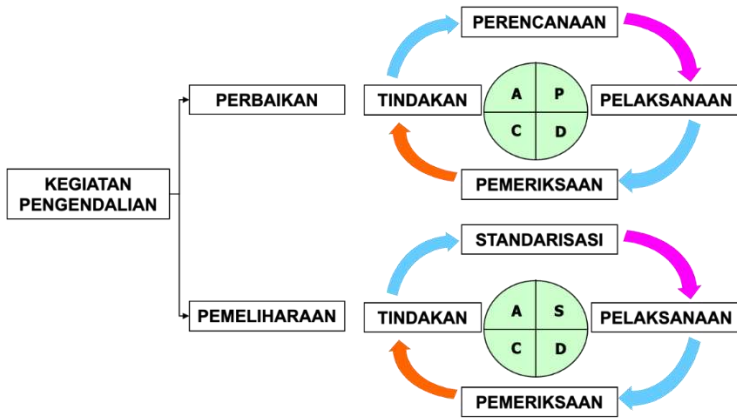 PERENCANAAN
PERBAIKAN
TINDAKAN
A P
C D
PELAKSANAAN
PEMERIKSAAN
KEGIATAN
PENGENDALIAN
STANDARISASI
PEMELIHARAAN
TINDAKAN
A S
C D
PELAKSANAAN
PEMERIKSAAN